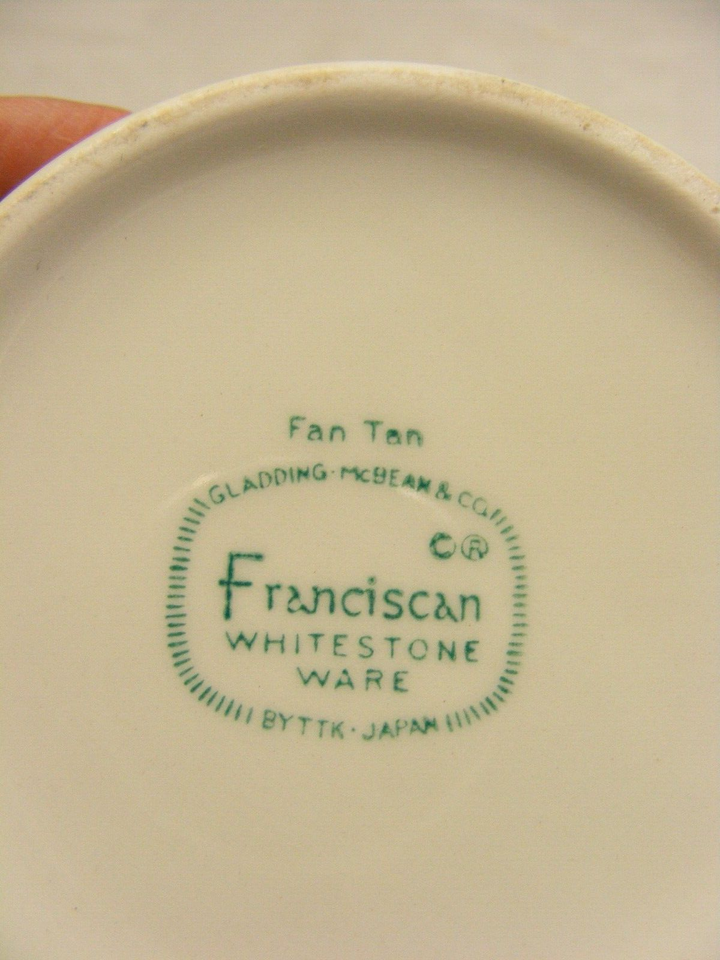 Fan Tan
GLADDING · McBEAN & CO.
©®
Franciscan
WHITESTONE
WARE
BY TTK · JAPAN